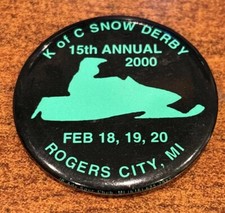 K of C SNOW DERBY
15th ANNUAL
2000
FEB 18, 19, 20
ROGERS CITY, MI